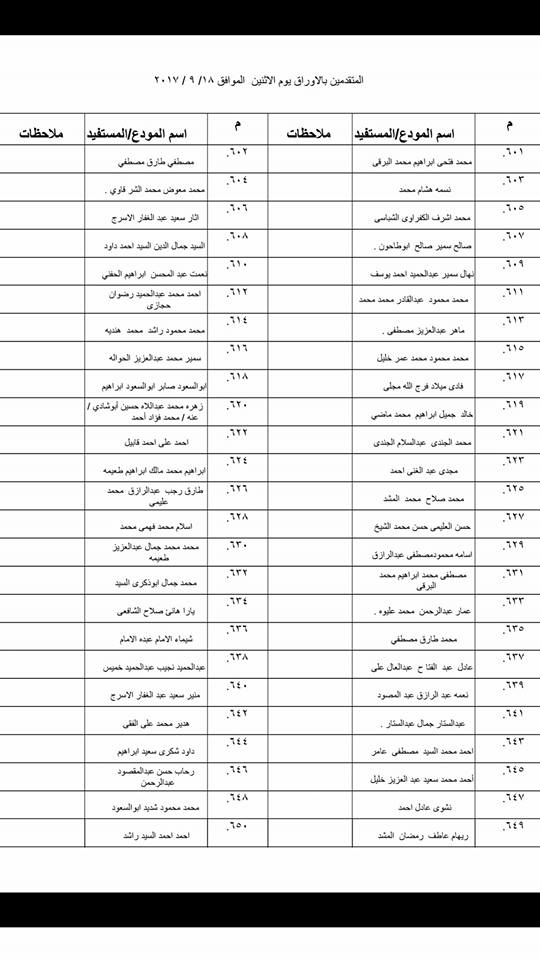 المتقدمين بالاوراق يوم الاثنين الموافق ١٨/ ٩ / ٢٠١٧
م اسم المودع/المستفيد ملاحظات م اسم المودع/المستفيد ملاحظات
٦٠١. محمد فتحى ابراهيم محمد البرقى ٦٠٢. مصطفي طارق مصطفي
٦٠٣. نسمه هشام محمد ٦٠٤. محمد معوض محمد الشر قاوي .
٦٠٥. محمد اشرف الكفراوى الشباسى ٦٠٦. اثار سعيد عبد الغفار الاسرج
٦٠٧. صالح سمير صالح ابوطاحون . ٦٠٨. السيد جمال الدين السيد احمد داود
٦٠٩. نهال سمير عبدالحميد احمد يوسف ٦١٠. نعمت عبد المحسن ابراهيم الحفني
٦١١. محمد محمود عبدالقادر محمد محمد ٦١٢. احمد محمد عبدالحميد رضوان
حجازى
٦١٣. ماهر عبدالعزيز مصطفى . ٦١٤. محمد محمود راشد محمد هنديه
٦١٥. محمد محمود محمد عمر خليل ٦١٦. سمير محمد عبدالعزيز الحواله
٦١٧. فادى ميلاد فرج الله مجلى ٦١٨. ابوالسعود صابر ابوالسعود ابراهيم
٦١٩. خالد جميل ابراهيم محمد ماضي ٦٢٠. زهره محمد عبداللاه حسين أبوشادي /
عنه / محمد فؤاد أحمد
٦٢١. محمد الجندى عبدالسلام الجندى ٦٢٢. احمد على احمد قابيل
٦٢٣. مجدى عبد الغنى احمد ٦٢٤. ابراهيم محمد مالك ابراهيم طعيمه
٦٢٥. محمد صلاح محمد المشد ٦٢٦. طارق رجب عبدالرازق محمد
عليمى
٦٢٧. حسن العليمى حسن محمد الشيخ ٦٢٨. اسلام محمد فهمى محمد
٦٢٩. اسامه محمودمصطفى عبدالرازق ٦٣٠. محمد محمد جمال عبدالعزيز
طعيمه
٦٣١. مصطفى محمد ابراهيم محمد
البرقى ٦٣٢. محمد جمال ابوذكرى السيد
٦٣٣. عمار عبدالرحمن محمد عليوه . ٦٣٤. يارا هانئ صلاح الشافعى
٦٣٥. محمد طارق مصطفي ٦٣٦. شيماء الامام عبده الامام
٦٣٧. عادل عبد الفتا ح عبدالعال على ٦٣٨. عبدالحميد نجيب عبدالحميد خميس
٦٣٩. نعمه عبد الرازق عبد المصود ٦٤٠. منير سعيد عبد الغفار الاسرج
٦٤١. عبدالستار جمال عبدالستار . ٦٤٢. هدير محمد على الفقي
٦٤٣. احمد محمد السيد مصطفى عامر ٦٤٤. داود شكرى سعيد ابراهيم
٦٤٥. أحمد محمد سعيد عبد العزيز خليل ٦٤٦. رحاب حسن عبدالمقصود
عبدالرحمن
٦٤٧. نشوى عادل احمد ٦٤٨. محمد محمود شديد ابوالسعود
٦٤٩. ريهام عاطف رمضان المشد ٦٥٠. احمد احمد السيد راشد